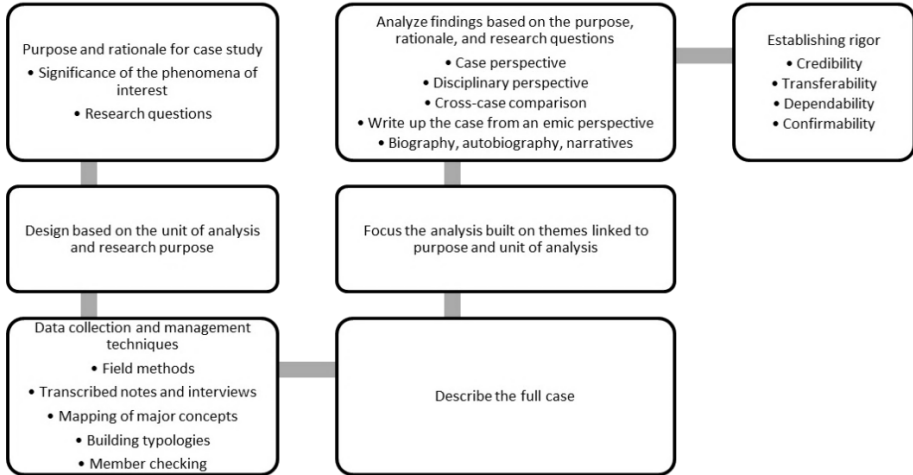 Purpose and rationale for case study
• Significance of the phenomena of
interest
• Research questions
Design based on the unit of analysis
and research purpose
Data collection and management
techniques
• Field methods
• Transcribed notes and interviews
• Mapping of major concepts
• Building typologies
• Member checking
Describe the full case
Focus the analysis built on themes linked to
purpose and unit of analysis
Analyze findings based on the purpose,
rationale, and research questions
• Case perspective
• Disciplinary perspective
• Cross-case comparison
• Write up the case from an emic perspective
• Biography, autobiography, narratives
Establishing rigor
• Credibility
• Transferability
• Dependability
• Confirmability